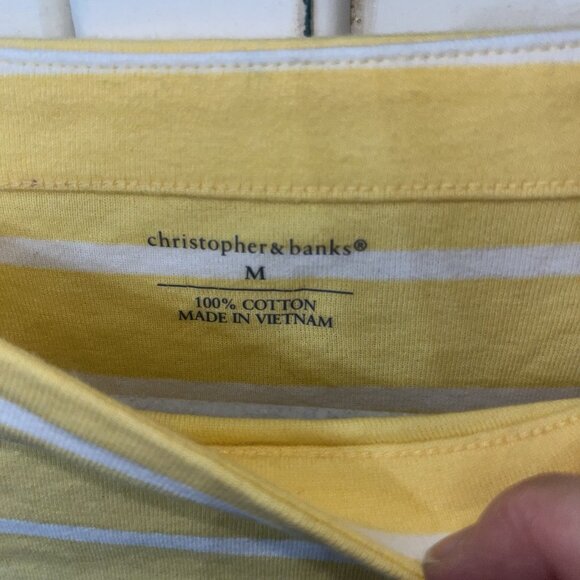 christopher & banks®
M
100% COTTON
MADE IN VIETNAM